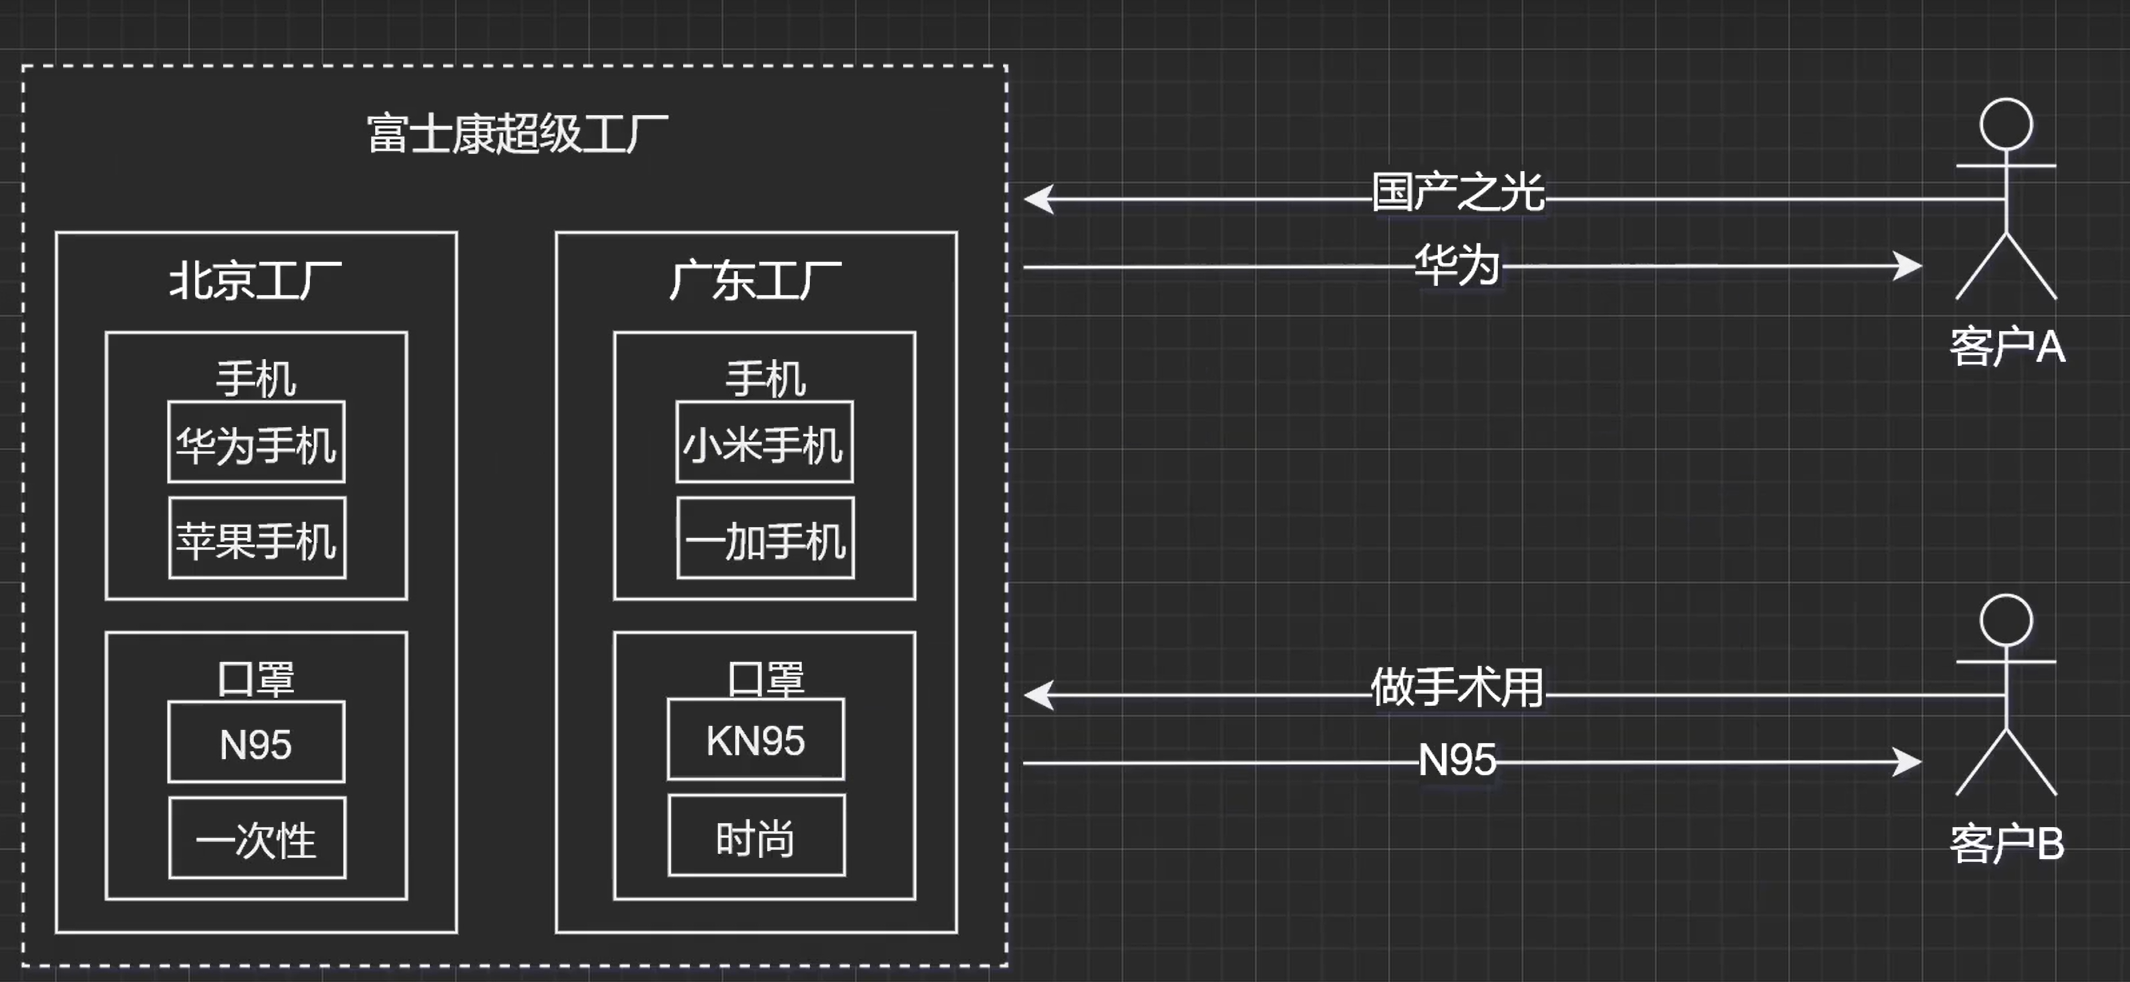 富士康超级工厂
北京工厂
手机
华为手机
苹果手机
口罩
N95
一次性
广东工厂
手机
小米手机
一加手机
口罩
KN95
时尚
国产之光
华为
客户A
做手术用
N95
客户B